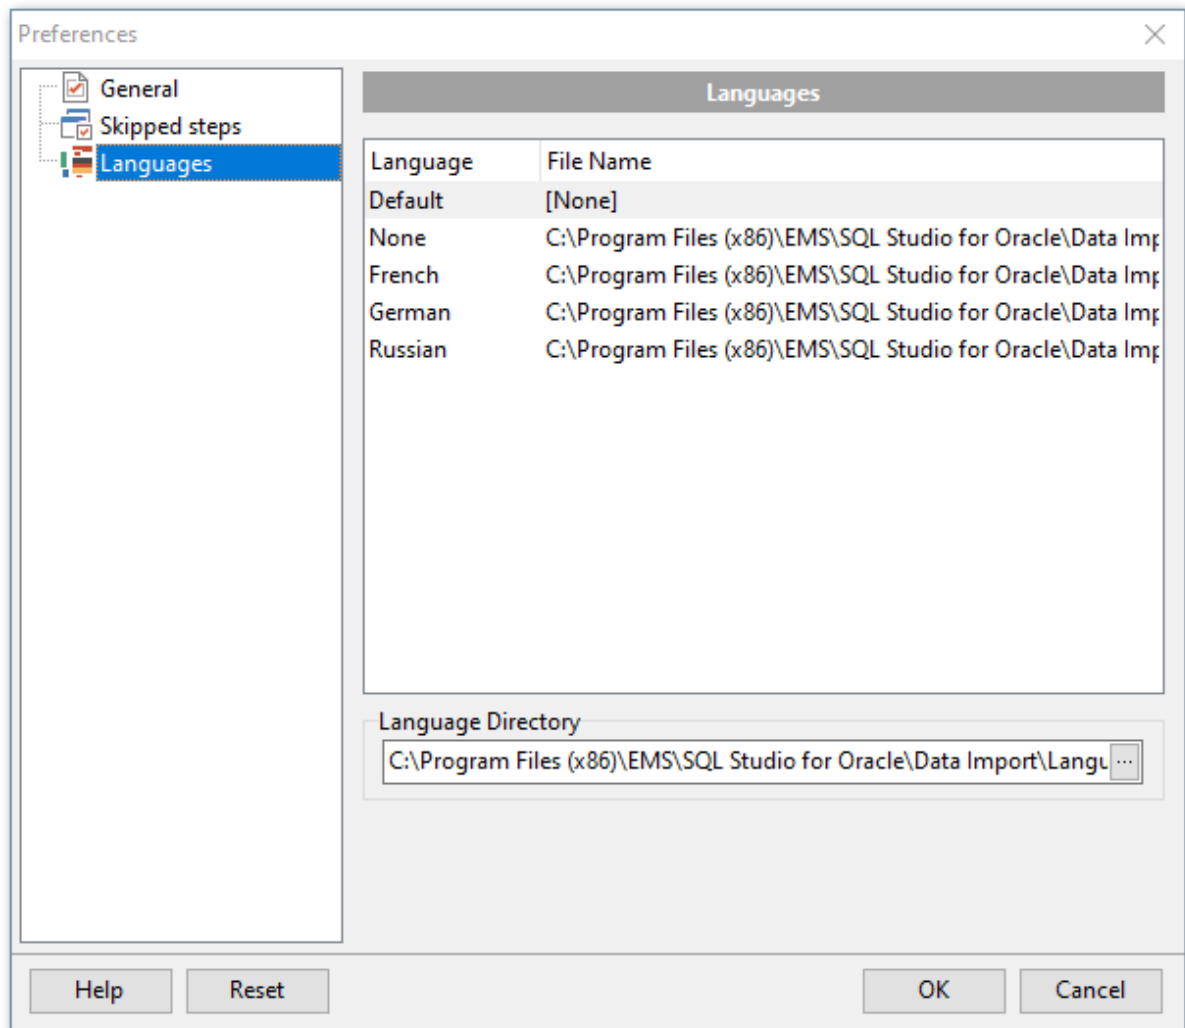 Preferences
General
Skipped steps
Languages
Languages
Language File Name
Default [None]
None C:\Program Files (x86)\EMS\SQL Studio for Oracle\Data Imp
French C:\Program Files (x86)\EMS\SQL Studio for Oracle\Data Imp
German C:\Program Files (x86)\EMS\SQL Studio for Oracle\Data Imp
Russian C:\Program Files (x86)\EMS\SQL Studio for Oracle\Data Imp
Language Directory
C:\Program Files (x86)\EMS\SQL Studio for Oracle\Data Import\Langu ...
Help Reset OK Cancel